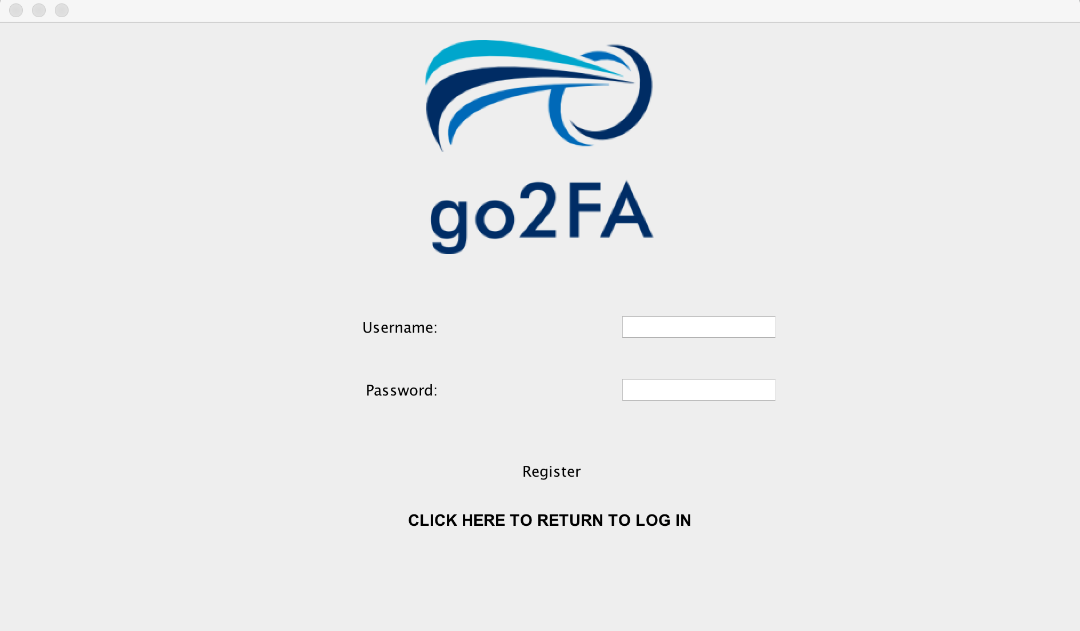 go2FA
Username:
Password:
Register
CLICK HERE TO RETURN TO LOG IN